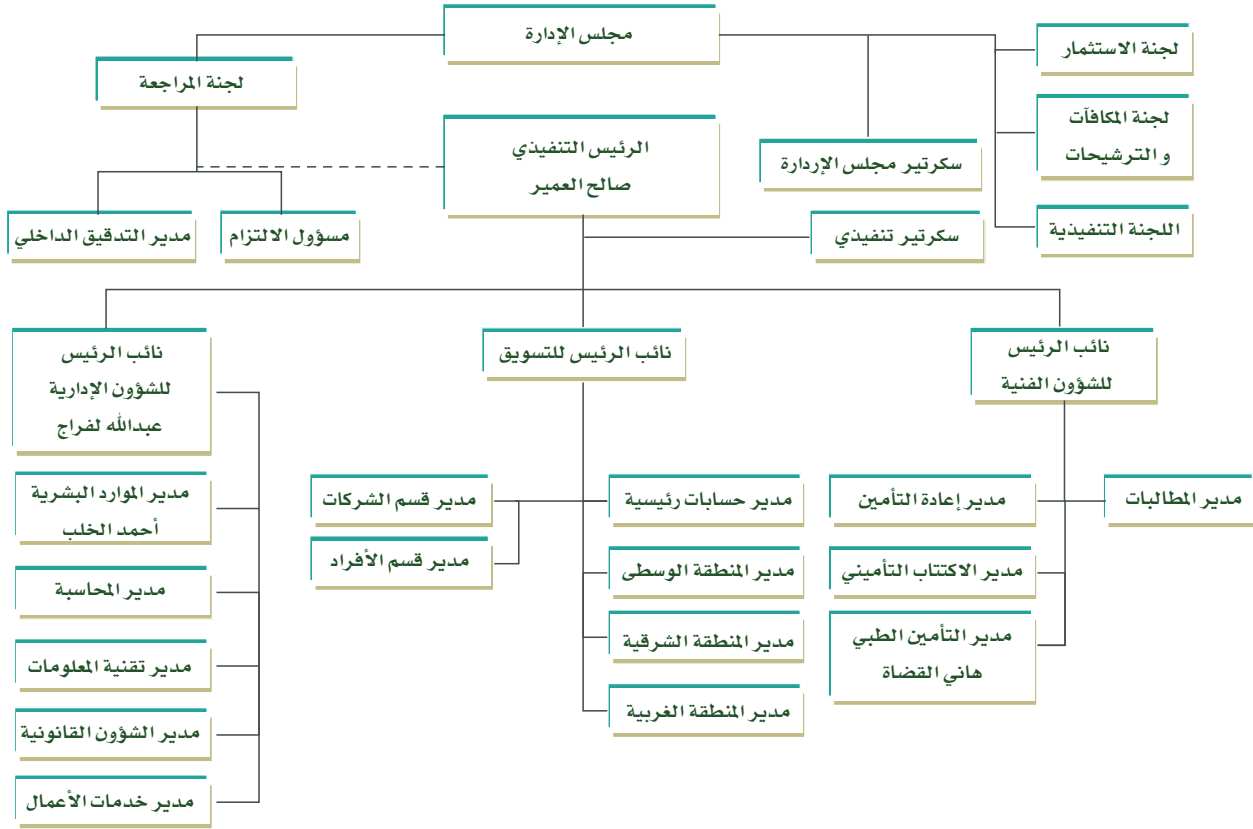 مجلس الإدارة
لجنة الاستثمار
لجنة المراجعة
لجنة المكافآت
و الترشيحات
الرئيس التنفيذي
صالح العمير
سكرتير مجلس الإردارة
اللجنة التنفيذية
سكرتير تنفيذي
مسؤول الالتزام
مدير التدقيق الداخلي
نائب الرئيس
للشؤون الفنية
نائب الرئيس للتسويق
نائب الرئيس
للشؤون الإدارية
عبدالله لفراج
مدير المطالبات
مدير إعادة التأمين
مدير الاكتتاب التأميني
مدير التأمين الطبي
هاني القضاة
مدير حسابات رئيسية
مدير المنطقة الوسطى
مدير المنطقة الشرقية
مدير المنطقة الغربية
مدير قسم الشركات
مدير قسم الأفراد
مدير الموارد البشرية
أحمد الخلب
مدير المحاسبة
مدير تقنية المعلومات
مدير الشؤون القانونية
مدير خدمات الأعمال